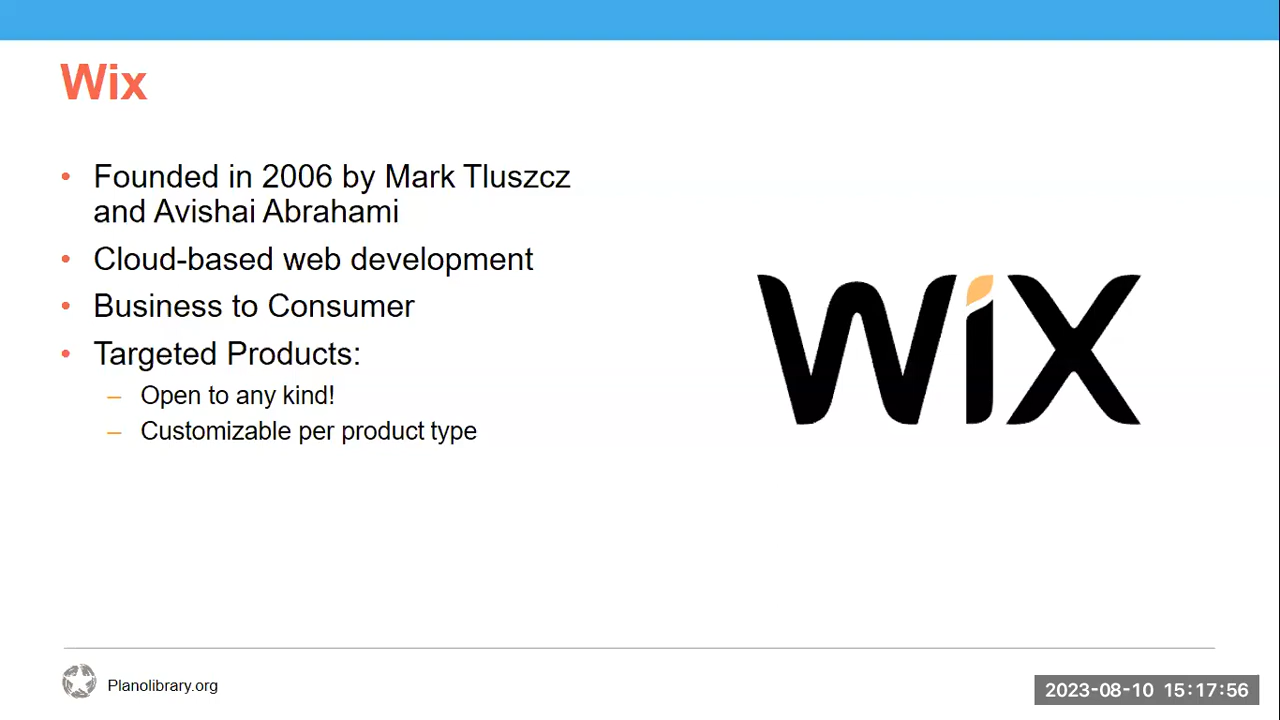 Wix
• Founded in 2006 by Mark Tluszcz
and Avishai Abrahami
• Cloud-based web development
• Business to Consumer
• Targeted Products:
– Open to any kind!
– Customizable per product type
WiX
Planolibrary.org
2023-08-10 15:17:56